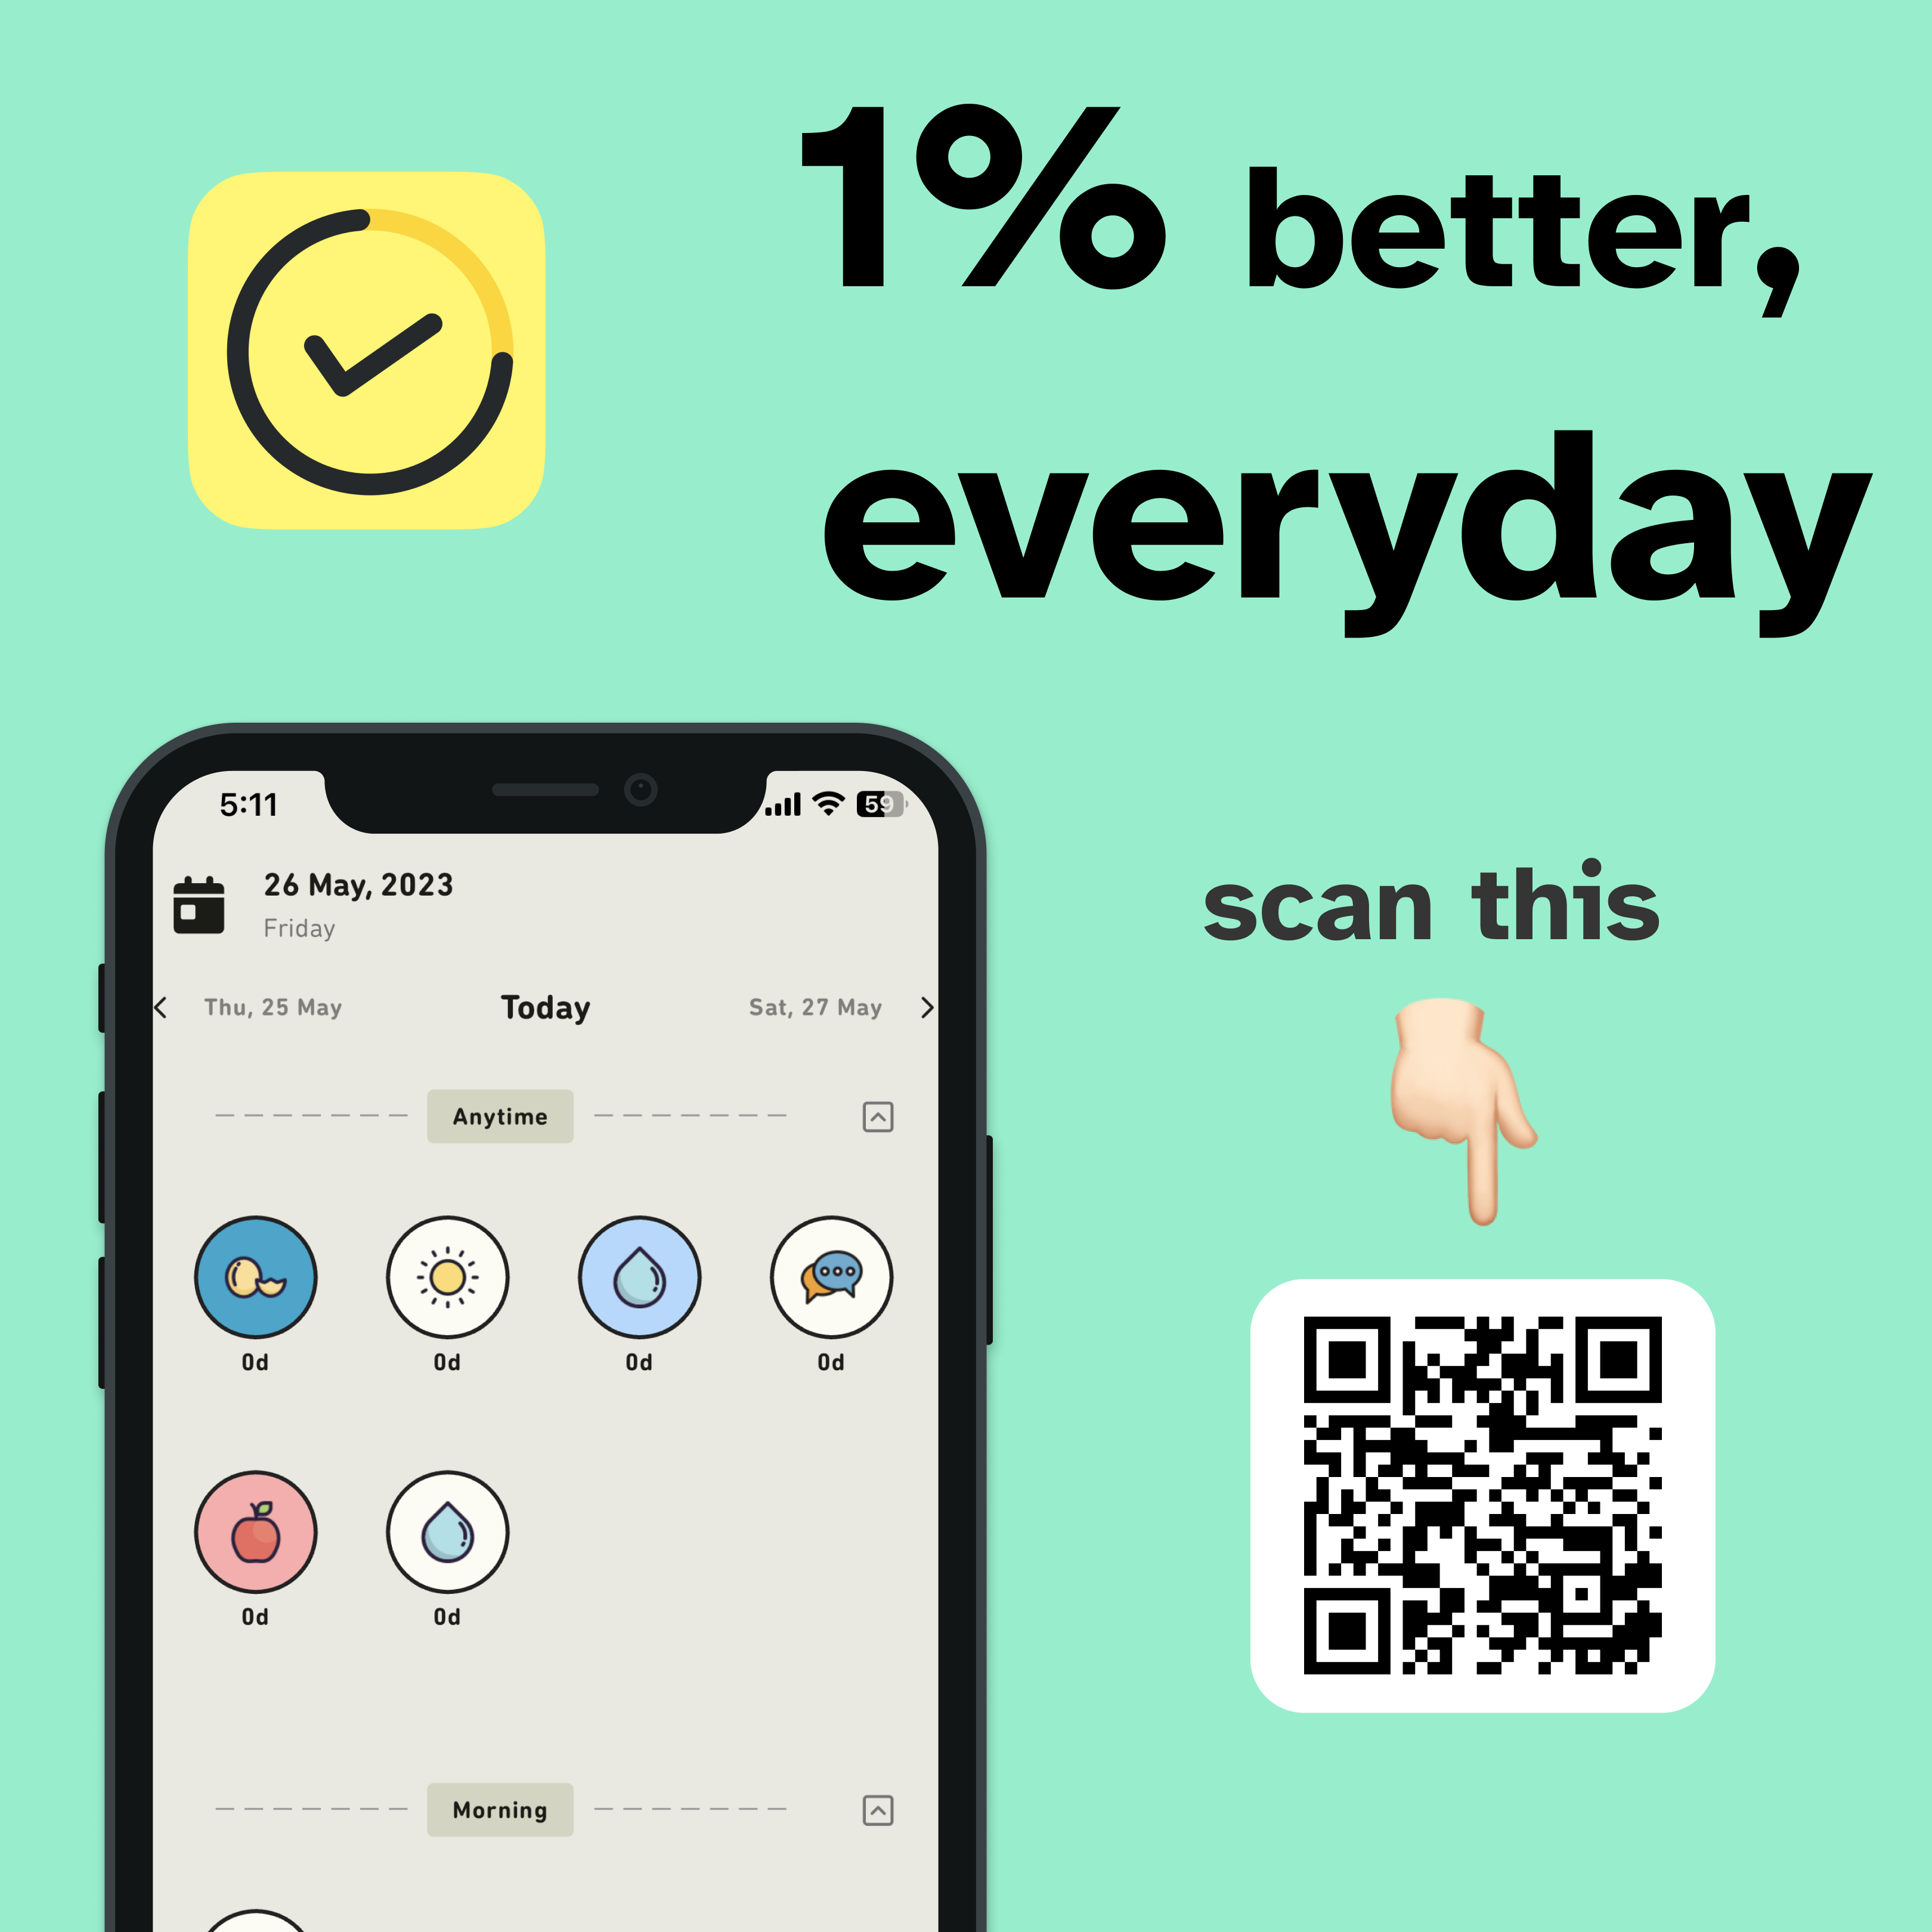 1% better,
everyday
5:11
59
26 May, 2023
Friday
Thu, 25 May Today Sat, 27 May
Anytime
0d 0d 0d 0d
0d 0d
Morning
scan this